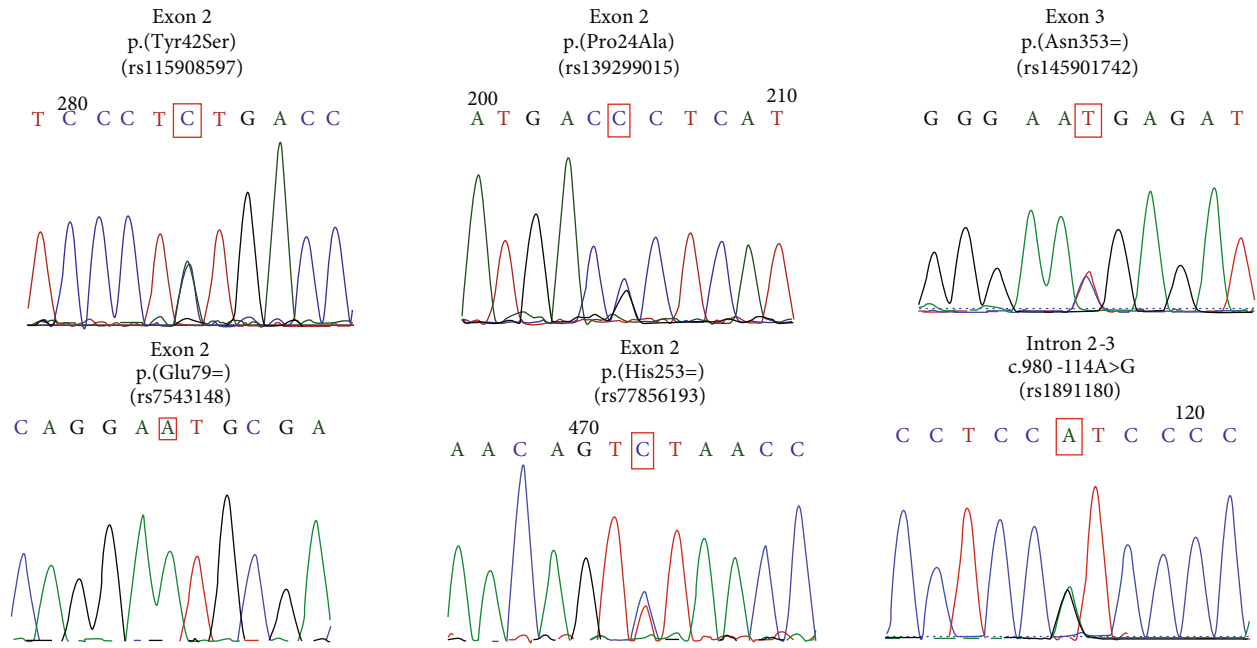 Exon 2
p.(Tyr42Ser)
(rs115908597)
280
T C C C T C T G A C C
Exon 2
p.(Pro24Ala)
(rs139299015)
200 210
A T G A C C C T C A T
Exon 3
p.(Asn353=)
(rs145901742)
G G G A A T G A G A T
Exon 2
p.(Glu79=)
(rs7543148)
C A G G A A T G C G A
Exon 2
p.(His253=)
(rs77856193)
470
A A C A G T C T A A C C
Intron 2-3
c.980 -114A>G
(rs1891180)
120
C C T C C A T C C C C